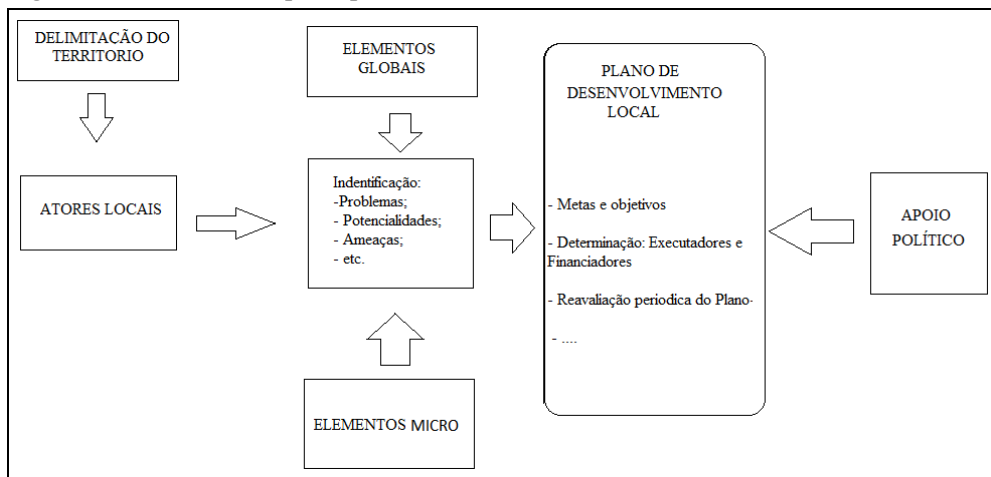 DELIMITAÇÃO DO
TERRITORIO
ATORES LOCAIS
ELEMENTOS
GLOBAIS
Indentificação:
-Problemas;
- Potencialidades;
- Ameaças;
- etc.
ELEMENTOS MICRO
PLANO DE
DESENVOLVIMENTO
LOCAL
- Metas e objetivos
- Determinação: Executadores e
Financiadores
- Reavaliação periodica do Plano-
- ....
APOIO
POLÍTICO